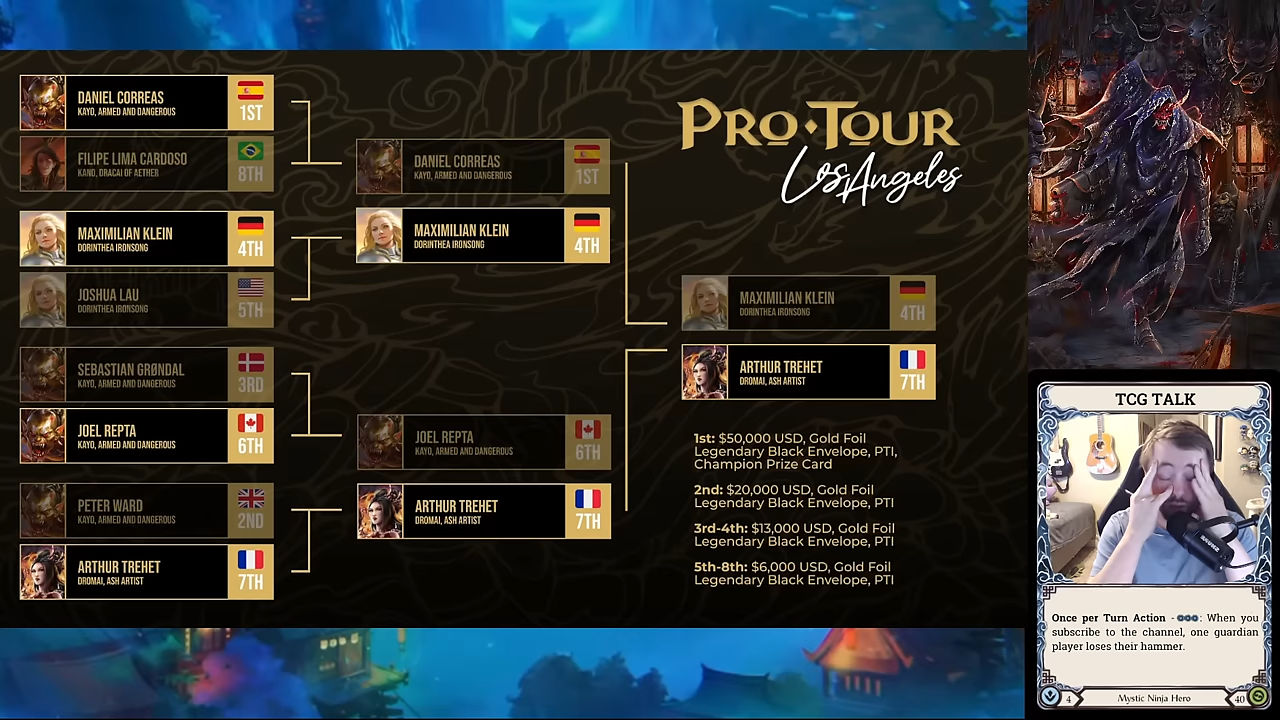 DANIEL CORREAS
KAYO, ARMED AND DANGEROUS
1ST
FILIPE LIMA CARDOSO
KANO, DRACAI OF AETHER
8TH
MAXIMILIAN KLEIN
DORINTHEA IRONSONG
4TH
JOSHUA LAU
DORINTHEA IRONSONG
5TH
SEBASTIAN GRØNDAL
KAYO, ARMED AND DANGEROUS
3RD
JOEL REPTA
KAYO, ARMED AND DANGEROUS
6TH
PETER WARD
KAYO, ARMED AND DANGEROUS
2ND
ARTHUR TREHET
DROMAI, ASH ARTIST
7TH
DANIEL CORREAS
KAYO, ARMED AND DANGEROUS
1ST
MAXIMILIAN KLEIN
DORINTHEA IRONSONG
4TH
JOEL REPTA
KAYO, ARMED AND DANGEROUS
6TH
ARTHUR TREHET
DROMAI, ASH ARTIST
7TH
PRO·TOUR
Los Angeles
MAXIMILIAN KLEIN
DORINTHEA IRONSONG
4TH
ARTHUR TREHET
DROMAI, ASH ARTIST
7TH
1st: $50,000 USD, Gold Foil
Legendary Black Envelope, PTI,
Champion Prize Card
2nd: $20,000 USD, Gold Foil
Legendary Black Envelope, PTI
3rd-4th: $13,000 USD, Gold Foil
Legendary Black Envelope, PTI
5th-8th: $6,000 USD, Gold Foil
Legendary Black Envelope, PTI
TCG TALK
SHURE
Once per Turn Action - : When you
subscribe to the channel, one guardian
player loses their hammer.
4
Mystic Ninja Hero
40